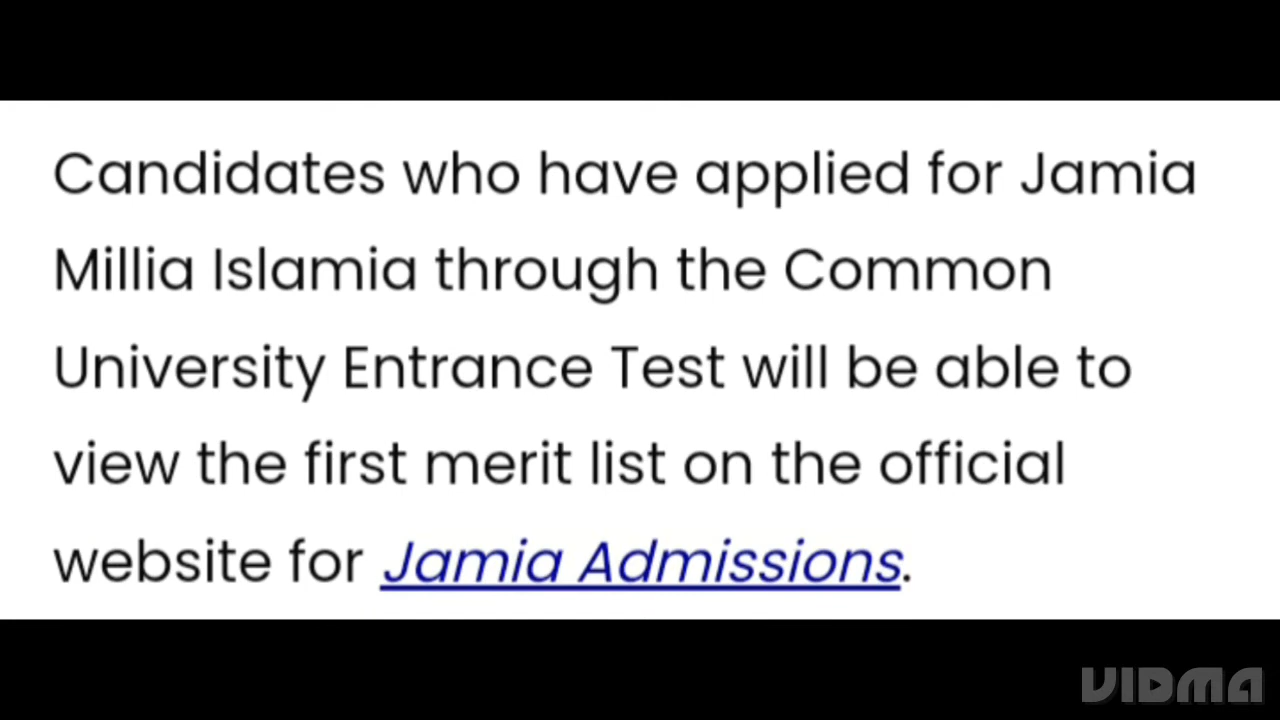 Candidates who have applied for Jamia
Millia Islamia through the Common
University Entrance Test will be able to
view the first merit list on the official
website for Jamia Admissions.
VIDMA